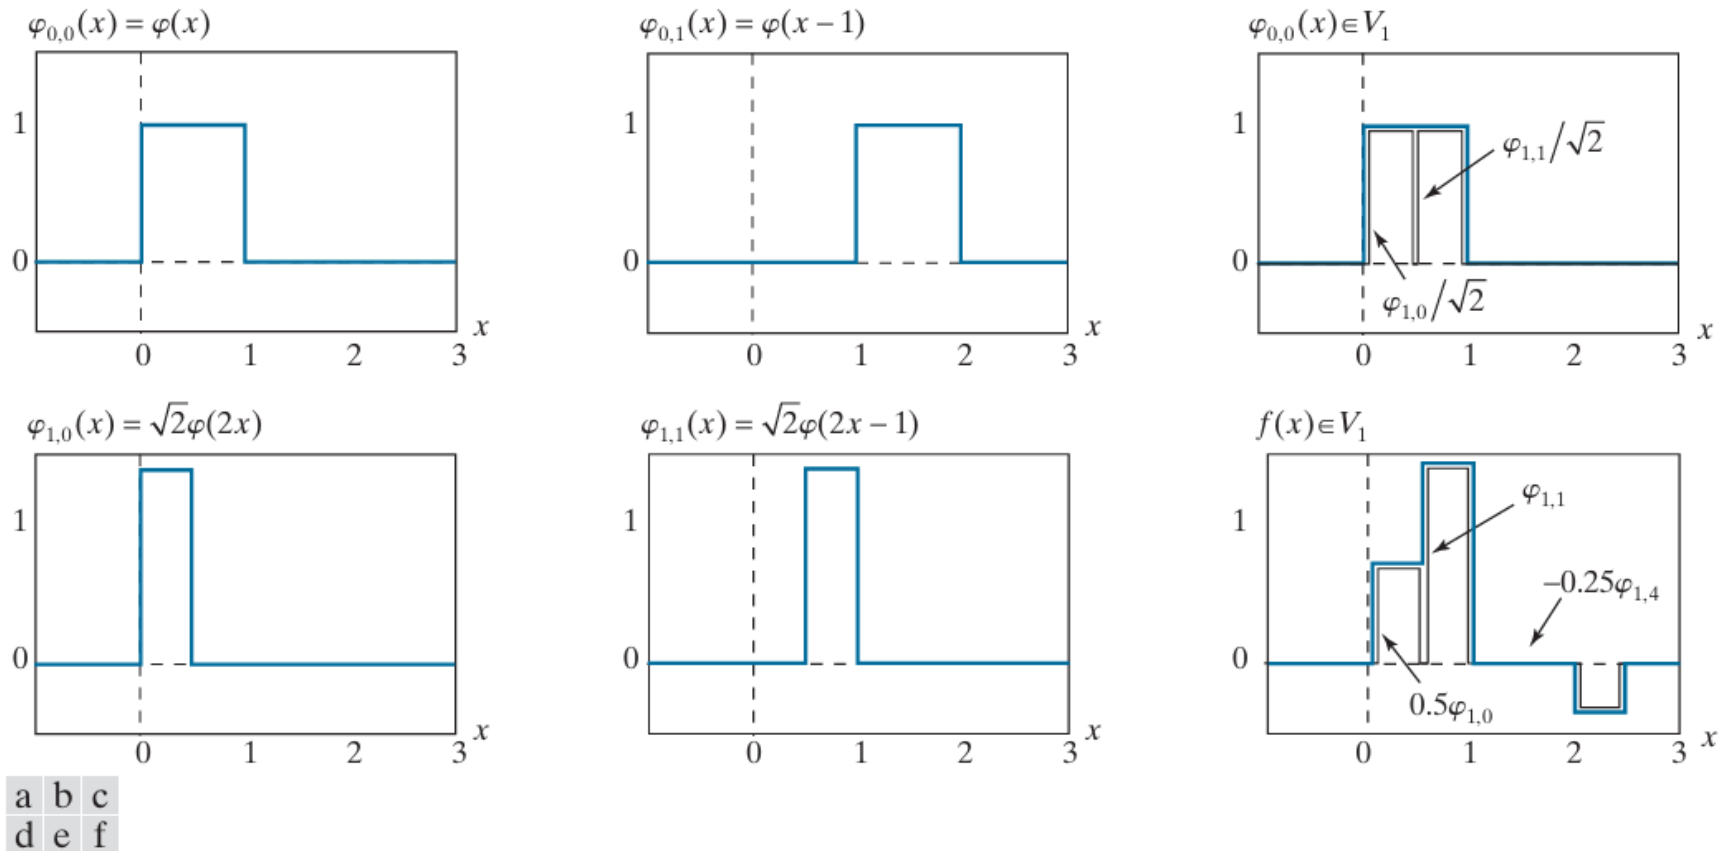 φ₀,₀(x) = φ(x)
1
0
0 1 2 3
x
φ₀,₁(x) = φ(x − 1)
1
0
0 1 2 3
x
φ₀,₀(x)∈V₁
1
0
φ₁,₁/√2
φ₁,₀/√2
0 1 2 3
x
φ₁,₀(x) = √2φ(2x)
1
0
0 1 2 3
x
φ₁,₁(x) = √2φ(2x − 1)
1
0
0 1 2 3
x
f(x)∈V₁
1
0
φ₁,₁
−0.25φ₁,₄
0.5φ₁,₀
0 1 2 3
x
a b c
d e f